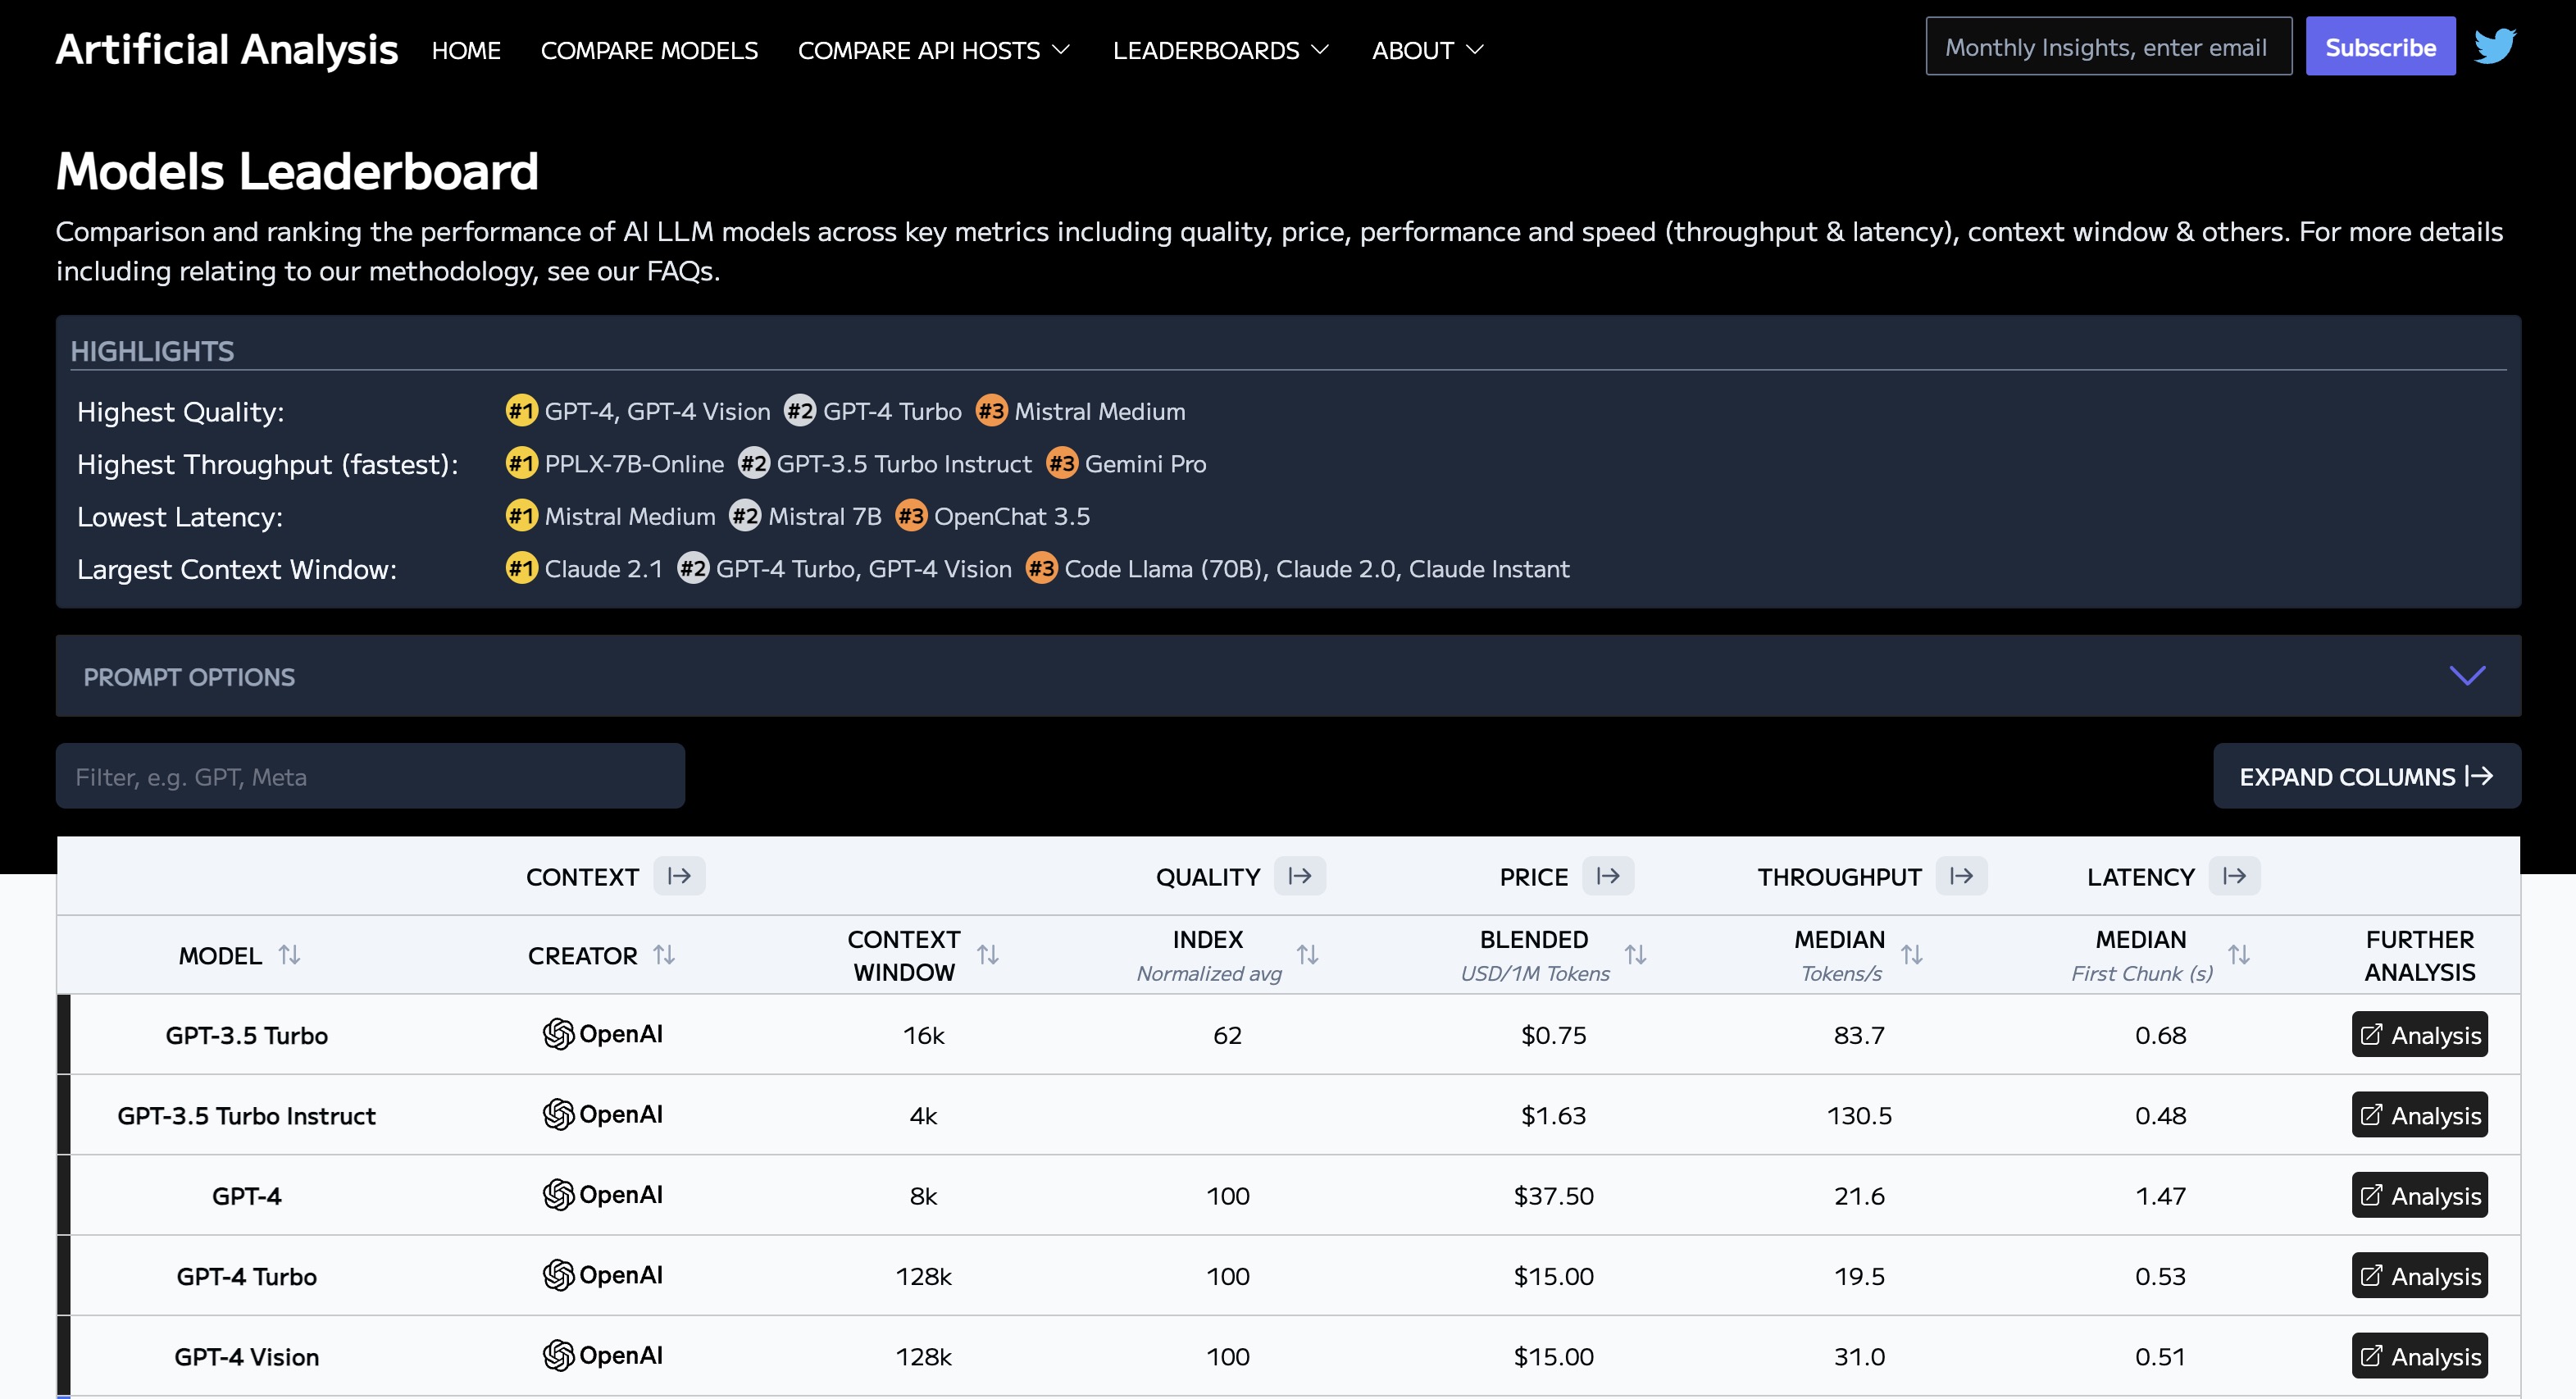 Artificial Analysis HOME COMPARE MODELS COMPARE API HOSTS LEADERBOARDS ABOUT Monthly Insights, enter email Subscribe
Models Leaderboard
Comparison and ranking the performance of AI LLM models across key metrics including quality, price, performance and speed (throughput & latency), context window & others. For more details
including relating to our methodology, see our FAQs.
HIGHLIGHTS
Highest Quality: #1 GPT-4, GPT-4 Vision #2 GPT-4 Turbo #3 Mistral Medium
Highest Throughput (fastest): #1 PPLX-7B-Online #2 GPT-3.5 Turbo Instruct #3 Gemini Pro
Lowest Latency: #1 Mistral Medium #2 Mistral 7B #3 OpenChat 3.5
Largest Context Window: #1 Claude 2.1 #2 GPT-4 Turbo, GPT-4 Vision #3 Code Llama (70B), Claude 2.0, Claude Instant
PROMPT OPTIONS
Filter, e.g. GPT, Meta EXPAND COLUMNS
CONTEXT QUALITY PRICE THROUGHPUT LATENCY
MODEL CREATOR CONTEXT WINDOW INDEX Normalized avg BLENDED USD/1M Tokens MEDIAN Tokens/s MEDIAN First Chunk (s) FURTHER ANALYSIS
GPT-3.5 Turbo OpenAI 16k 62 $0.75 83.7 0.68 Analysis
GPT-3.5 Turbo Instruct OpenAI 4k $1.63 130.5 0.48 Analysis
GPT-4 OpenAI 8k 100 $37.50 21.6 1.47 Analysis
GPT-4 Turbo OpenAI 128k 100 $15.00 19.5 0.53 Analysis
GPT-4 Vision OpenAI 128k 100 $15.00 31.0 0.51 Analysis